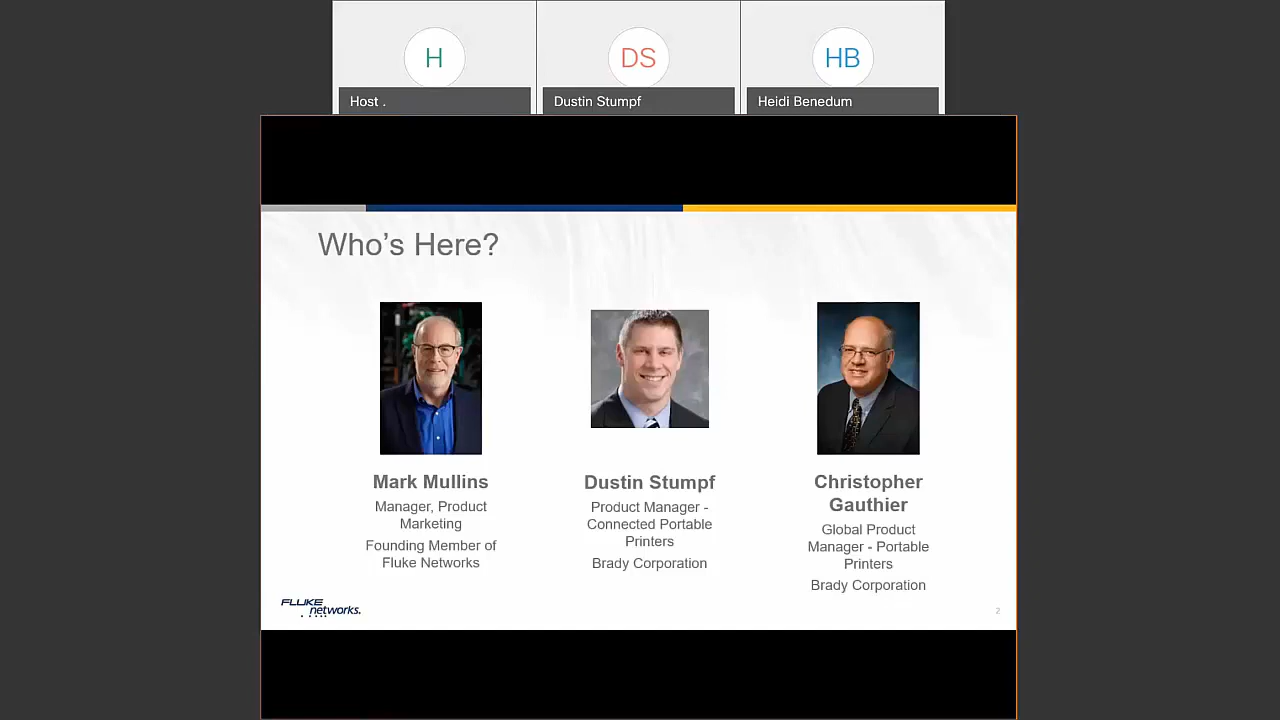 H
DS
HB
Host .
Dustin Stumpf
Heidi Benedum
Who's Here?
Mark Mullins
Manager, Product
Marketing
Founding Member of
Fluke Networks
Dustin Stumpf
Product Manager -
Connected Portable
Printers
Brady Corporation
Christopher
Gauthier
Global Product
Manager - Portable
Printers
Brady Corporation
FLUKE
networks.
2